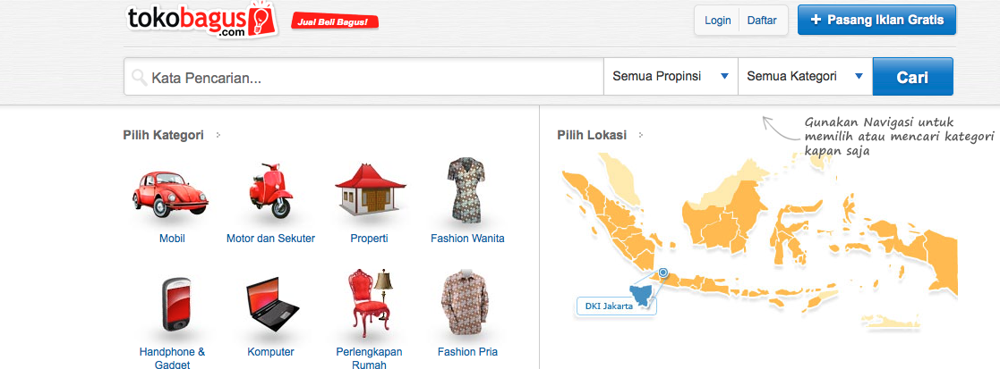 tokobagus
.com
Jual Beli Bagus!
Login
Daftar
+ Pasang Iklan Gratis
Kata Pencarian...
Semua Propinsi
Semua Kategori
Cari
Pilih Kategori
Pilih Lokasi
Gunakan Navigasi untuk
memilih atau mencari kategori
kapan saja
Mobil
Motor dan Sekuter
Properti
Fashion Wanita
DKI Jakarta
Handphone &
Gadget
Komputer
Perlengkapan
Rumah
Fashion Pria